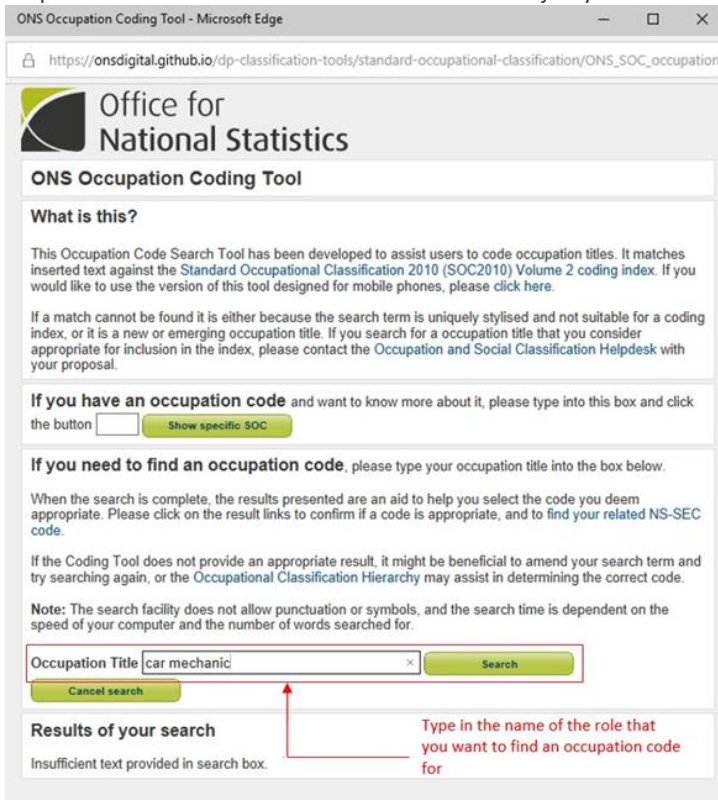 ONS Occupation Coding Tool - Microsoft Edge
https://onsdigital.github.io/dp-classification-tools/standard-occupational-classification/ONS_SOC_occupation
Office for
National Statistics
ONS Occupation Coding Tool
What is this?
This Occupation Code Search Tool has been developed to assist users to code occupation titles. It matches
inserted text against the Standard Occupational Classification 2010 (SOC2010) Volume 2 coding index. If you
would like to use the version of this tool designed for mobile phones, please click here.
If a match cannot be found it is either because the search term is uniquely stylised and not suitable for a coding
index, or it is a new or emerging occupation title. If you search for a occupation title that you consider
appropriate for inclusion in the index, please contact the Occupation and Social Classification Helpdesk with
your proposal.
If you have an occupation code and want to know more about it, please type into this box and click
the button Show specific SOC
If you need to find an occupation code, please type your occupation title into the box below.
When the search is complete, the results presented are an aid to help you select the code you deem
appropriate. Please click on the result links to confirm if a code is appropriate, and to find your related NS-SEC
code.
If the Coding Tool does not provide an appropriate result, it might be beneficial to amend your search term and
try searching again, or the Occupational Classification Hierarchy may assist in determining the correct code.
Note: The search facility does not allow punctuation or symbols, and the search time is dependent on the
speed of your computer and the number of words searched for.
Occupation Title car mechanic × Search
Cancel search
Results of your search
Insufficient text provided in search box.
Type in the name of the role that
you want to find an occupation code
for